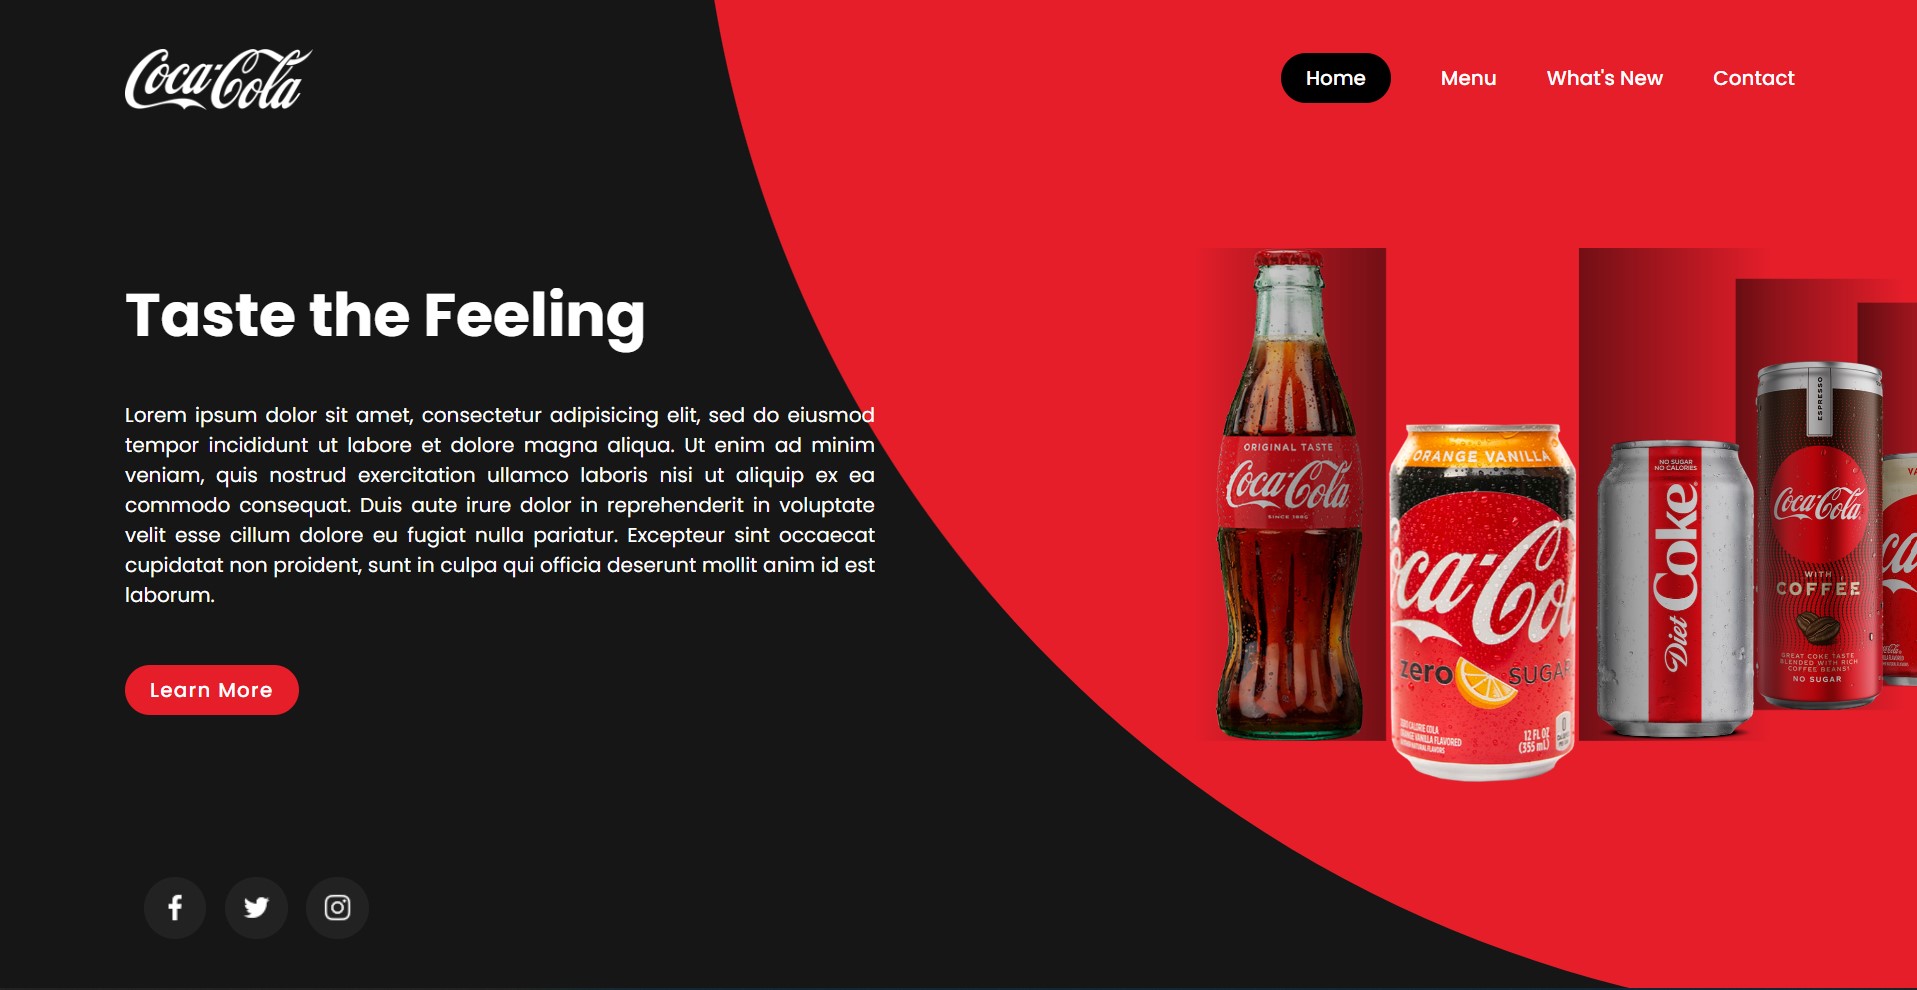 Coca-Cola
Home
Menu
What's New
Contact
Taste the Feeling
Lorem ipsum dolor sit amet, consectetur adipisicing elit, sed do eiusmod
tempor incididunt ut labore et dolore magna aliqua. Ut enim ad minim
veniam, quis nostrud exercitation ullamco laboris nisi ut aliquip ex ea
commodo consequat. Duis aute irure dolor in reprehenderit in voluptate
velit esse cillum dolore eu fugiat nulla pariatur. Excepteur sint occaecat
cupidatat non proident, sunt in culpa qui officia deserunt mollit anim id est
laborum.
Learn More
ORIGINAL TASTE
Coca-Cola
ORANGE VANILLA
Coca-Cola
zero SUGAR
ORANGE VANILLA FLAVORED
12 FL OZ
(355 mL)
NO SUGAR
NO CALORIES
Diet Coke
ESPRESSO
Coca-Cola
WITH
COFFEE
GREAT COKE TASTE
BLENDED WITH RICH
COFFEE BEANS!
NO SUGAR